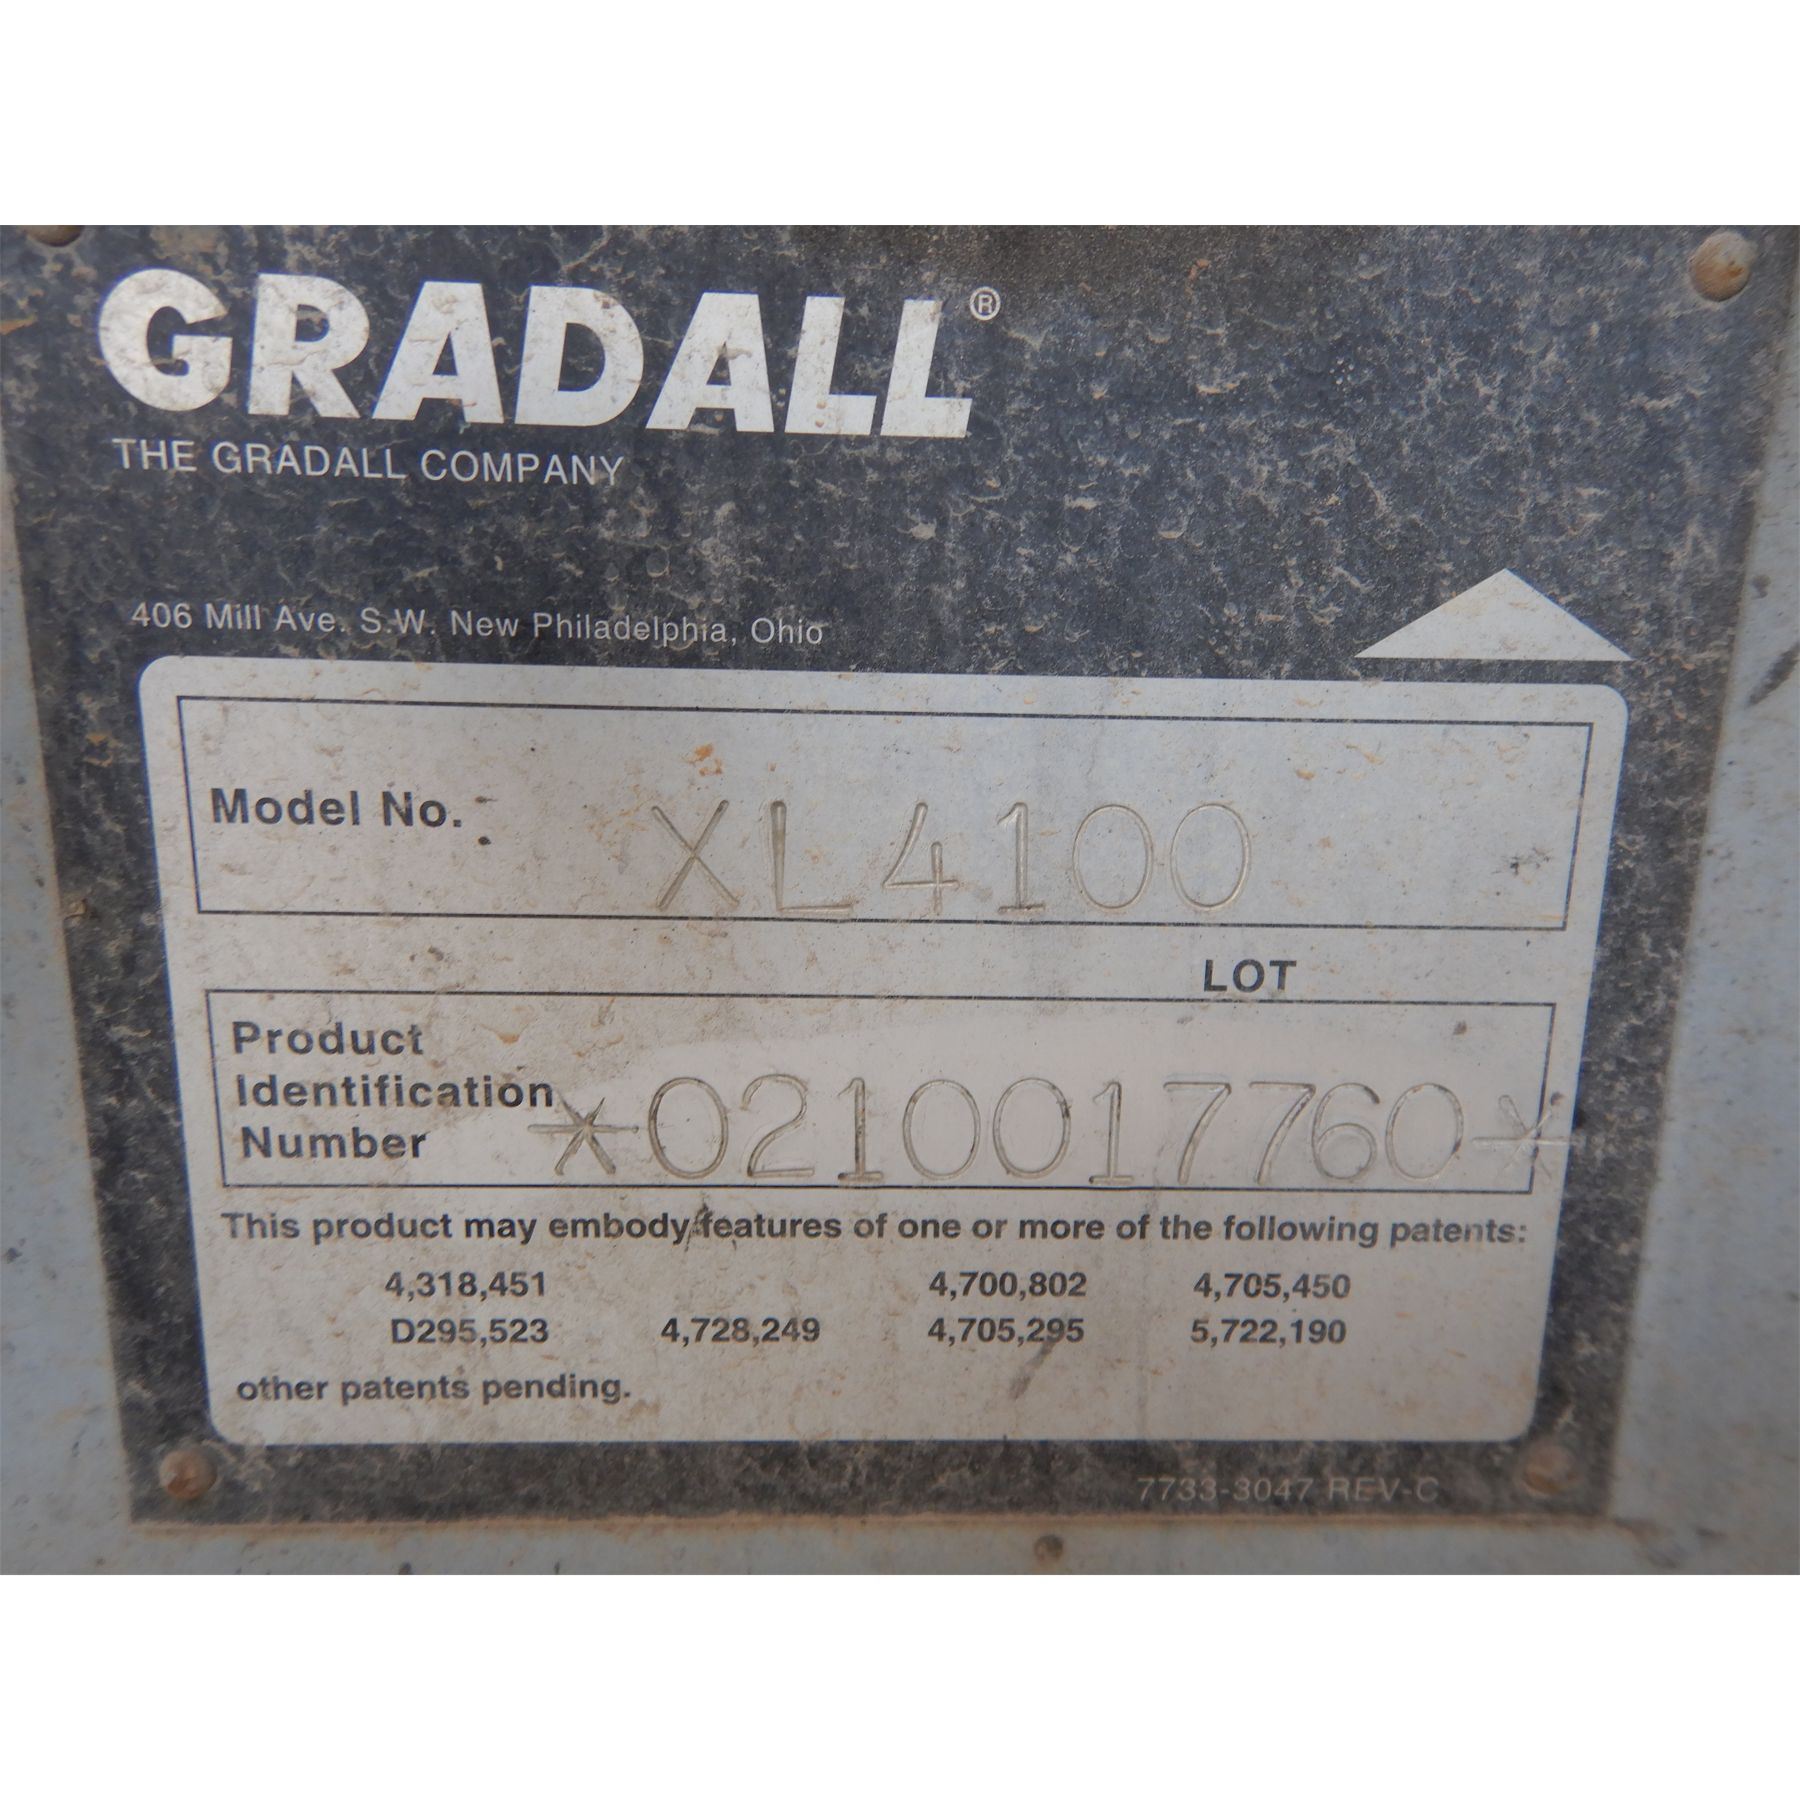 GRADALL®
THE GRADALL COMPANY
406 Mill Ave. S.W. New Philadelphia, Ohio
Model No. XL4100
LOT
Product
Identification
Number *0210017760*
This product may embody features of one or more of the following patents:
4,318,451 4,700,802 4,705,450
D295,523 4,728,249 4,705,295 5,722,190
other patents pending.
7733-3047 REV-C